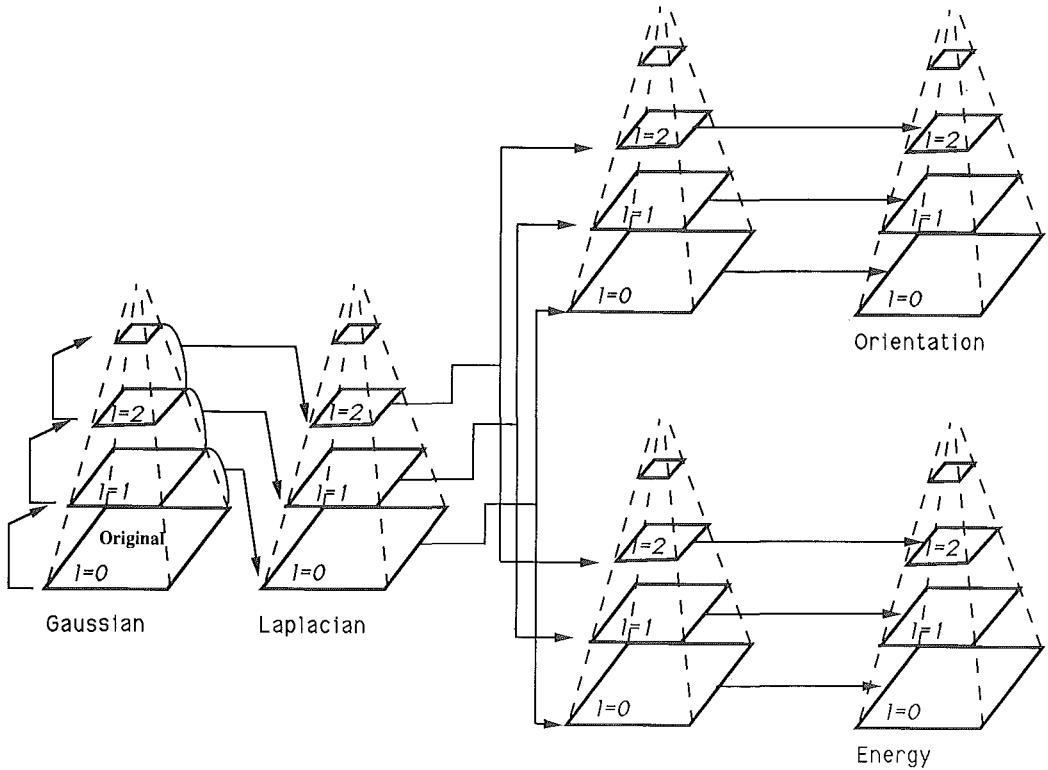 l=2
l=1
l=0
l=2
l=1
l=0
Orientation
l=2
l=1
Original
l=0
Gaussian
l=2
l=1
l=0
Laplacian
l=2
l=1
l=0
l=2
l=1
l=0
Energy